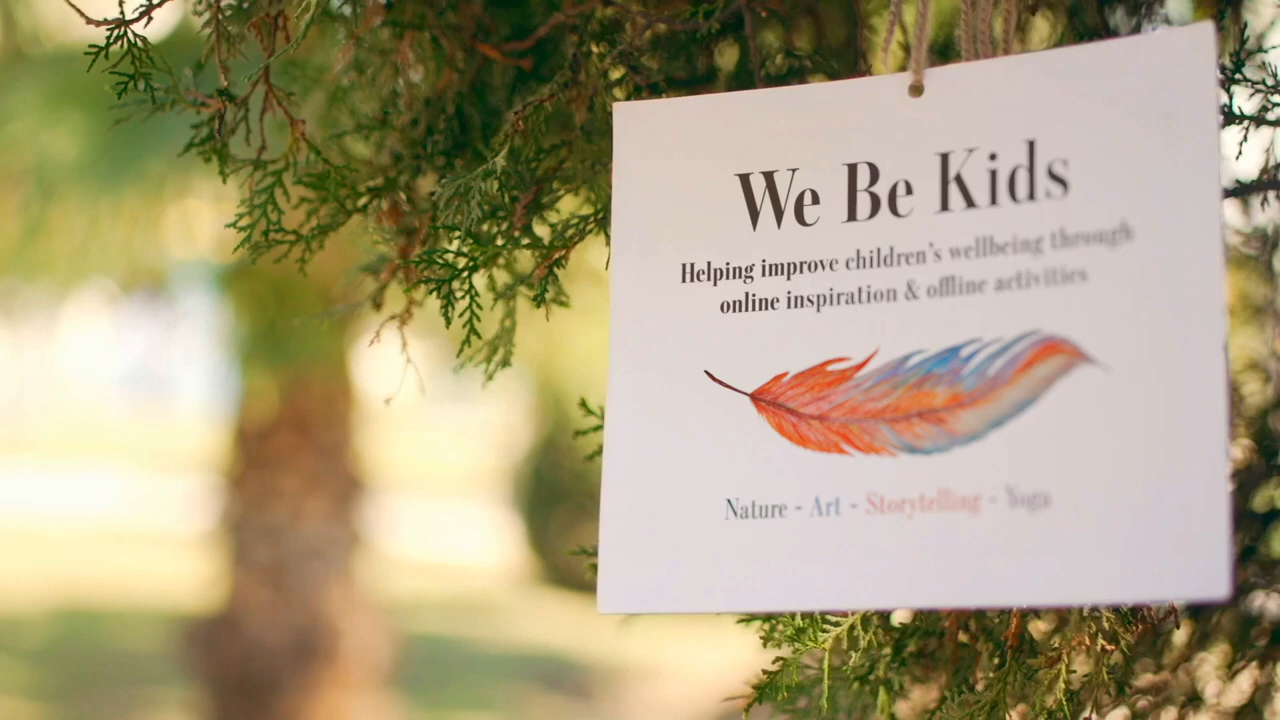 We Be Kids
Helping improve children's wellbeing through
online inspiration & offline activities
Nature - Art - Storytelling - Yoga